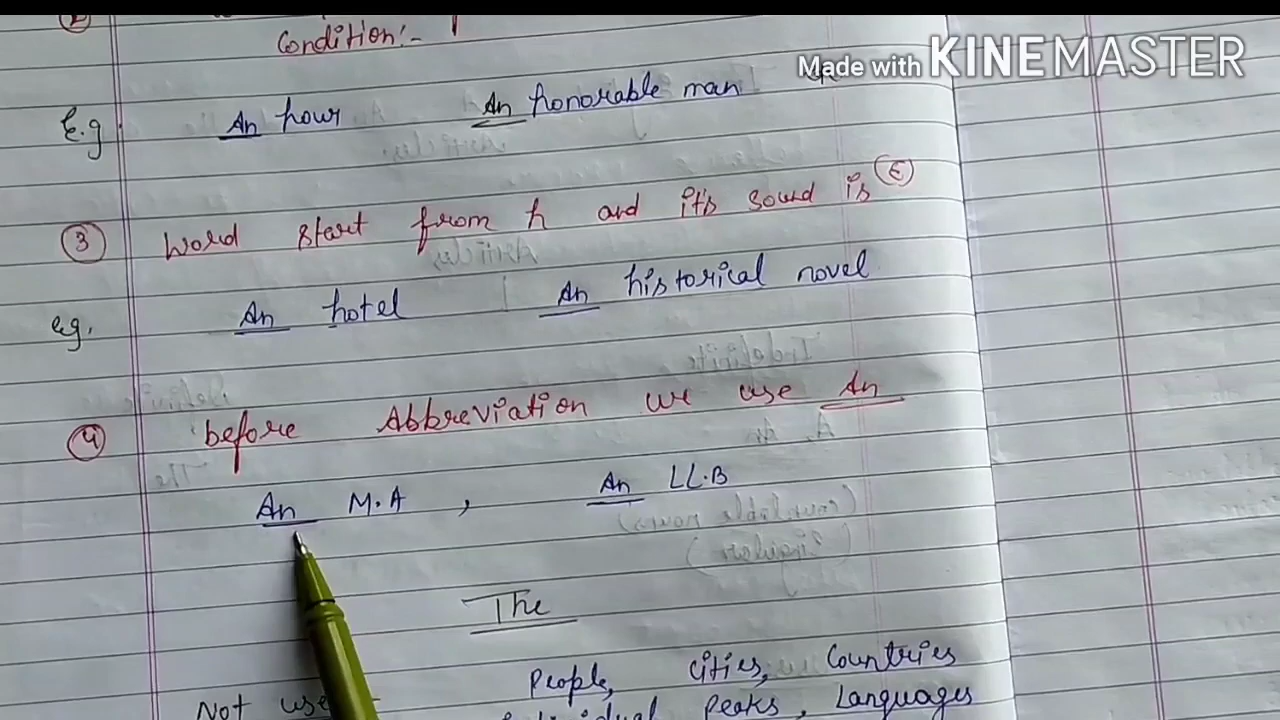 2
Condition:-
Made with KINEMASTER
E.g An hour An honorable man
3 Word start from h and its sound is E
eg. An hotel An historical novel
4 before Abbreviation we use An
An M.A , An LL.B
The
People, Cities, Countries
Not use Peaks, Languages